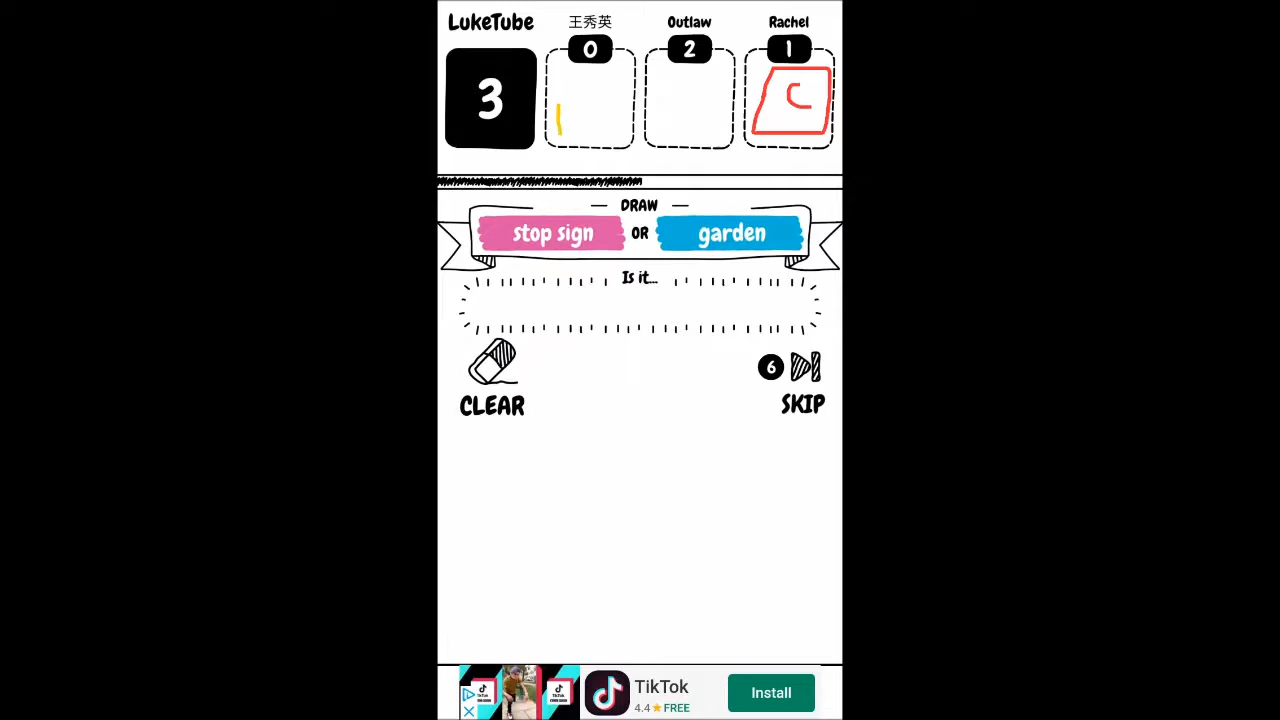 LukeTube 王秀英 Outlaw Rachel
0 2 1
3
DRAW
stop sign OR garden
Is it...
6
CLEAR SKIP
TikTok
4.4★FREE
Install